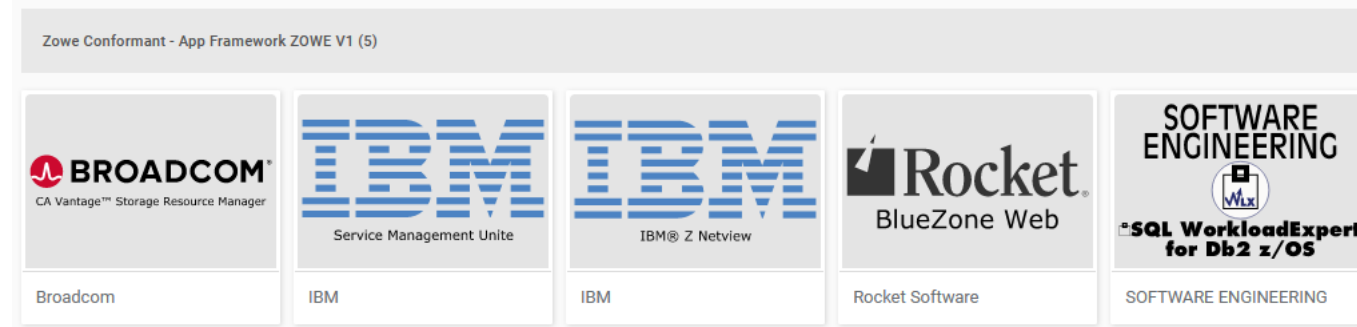 Zowe Conformant - App Framework ZOWE V1 (5)
BROADCOM®
CA Vantage™ Storage Resource Manager
Broadcom
IBM
Service Management Unite
IBM
IBM
IBM® Z Netview
IBM
Rocket®
BlueZone Web
Rocket Software
SOFTWARE
ENGINEERING
WLX
SQL WorkloadExpert
for Db2 z/OS
SOFTWARE ENGINEERING